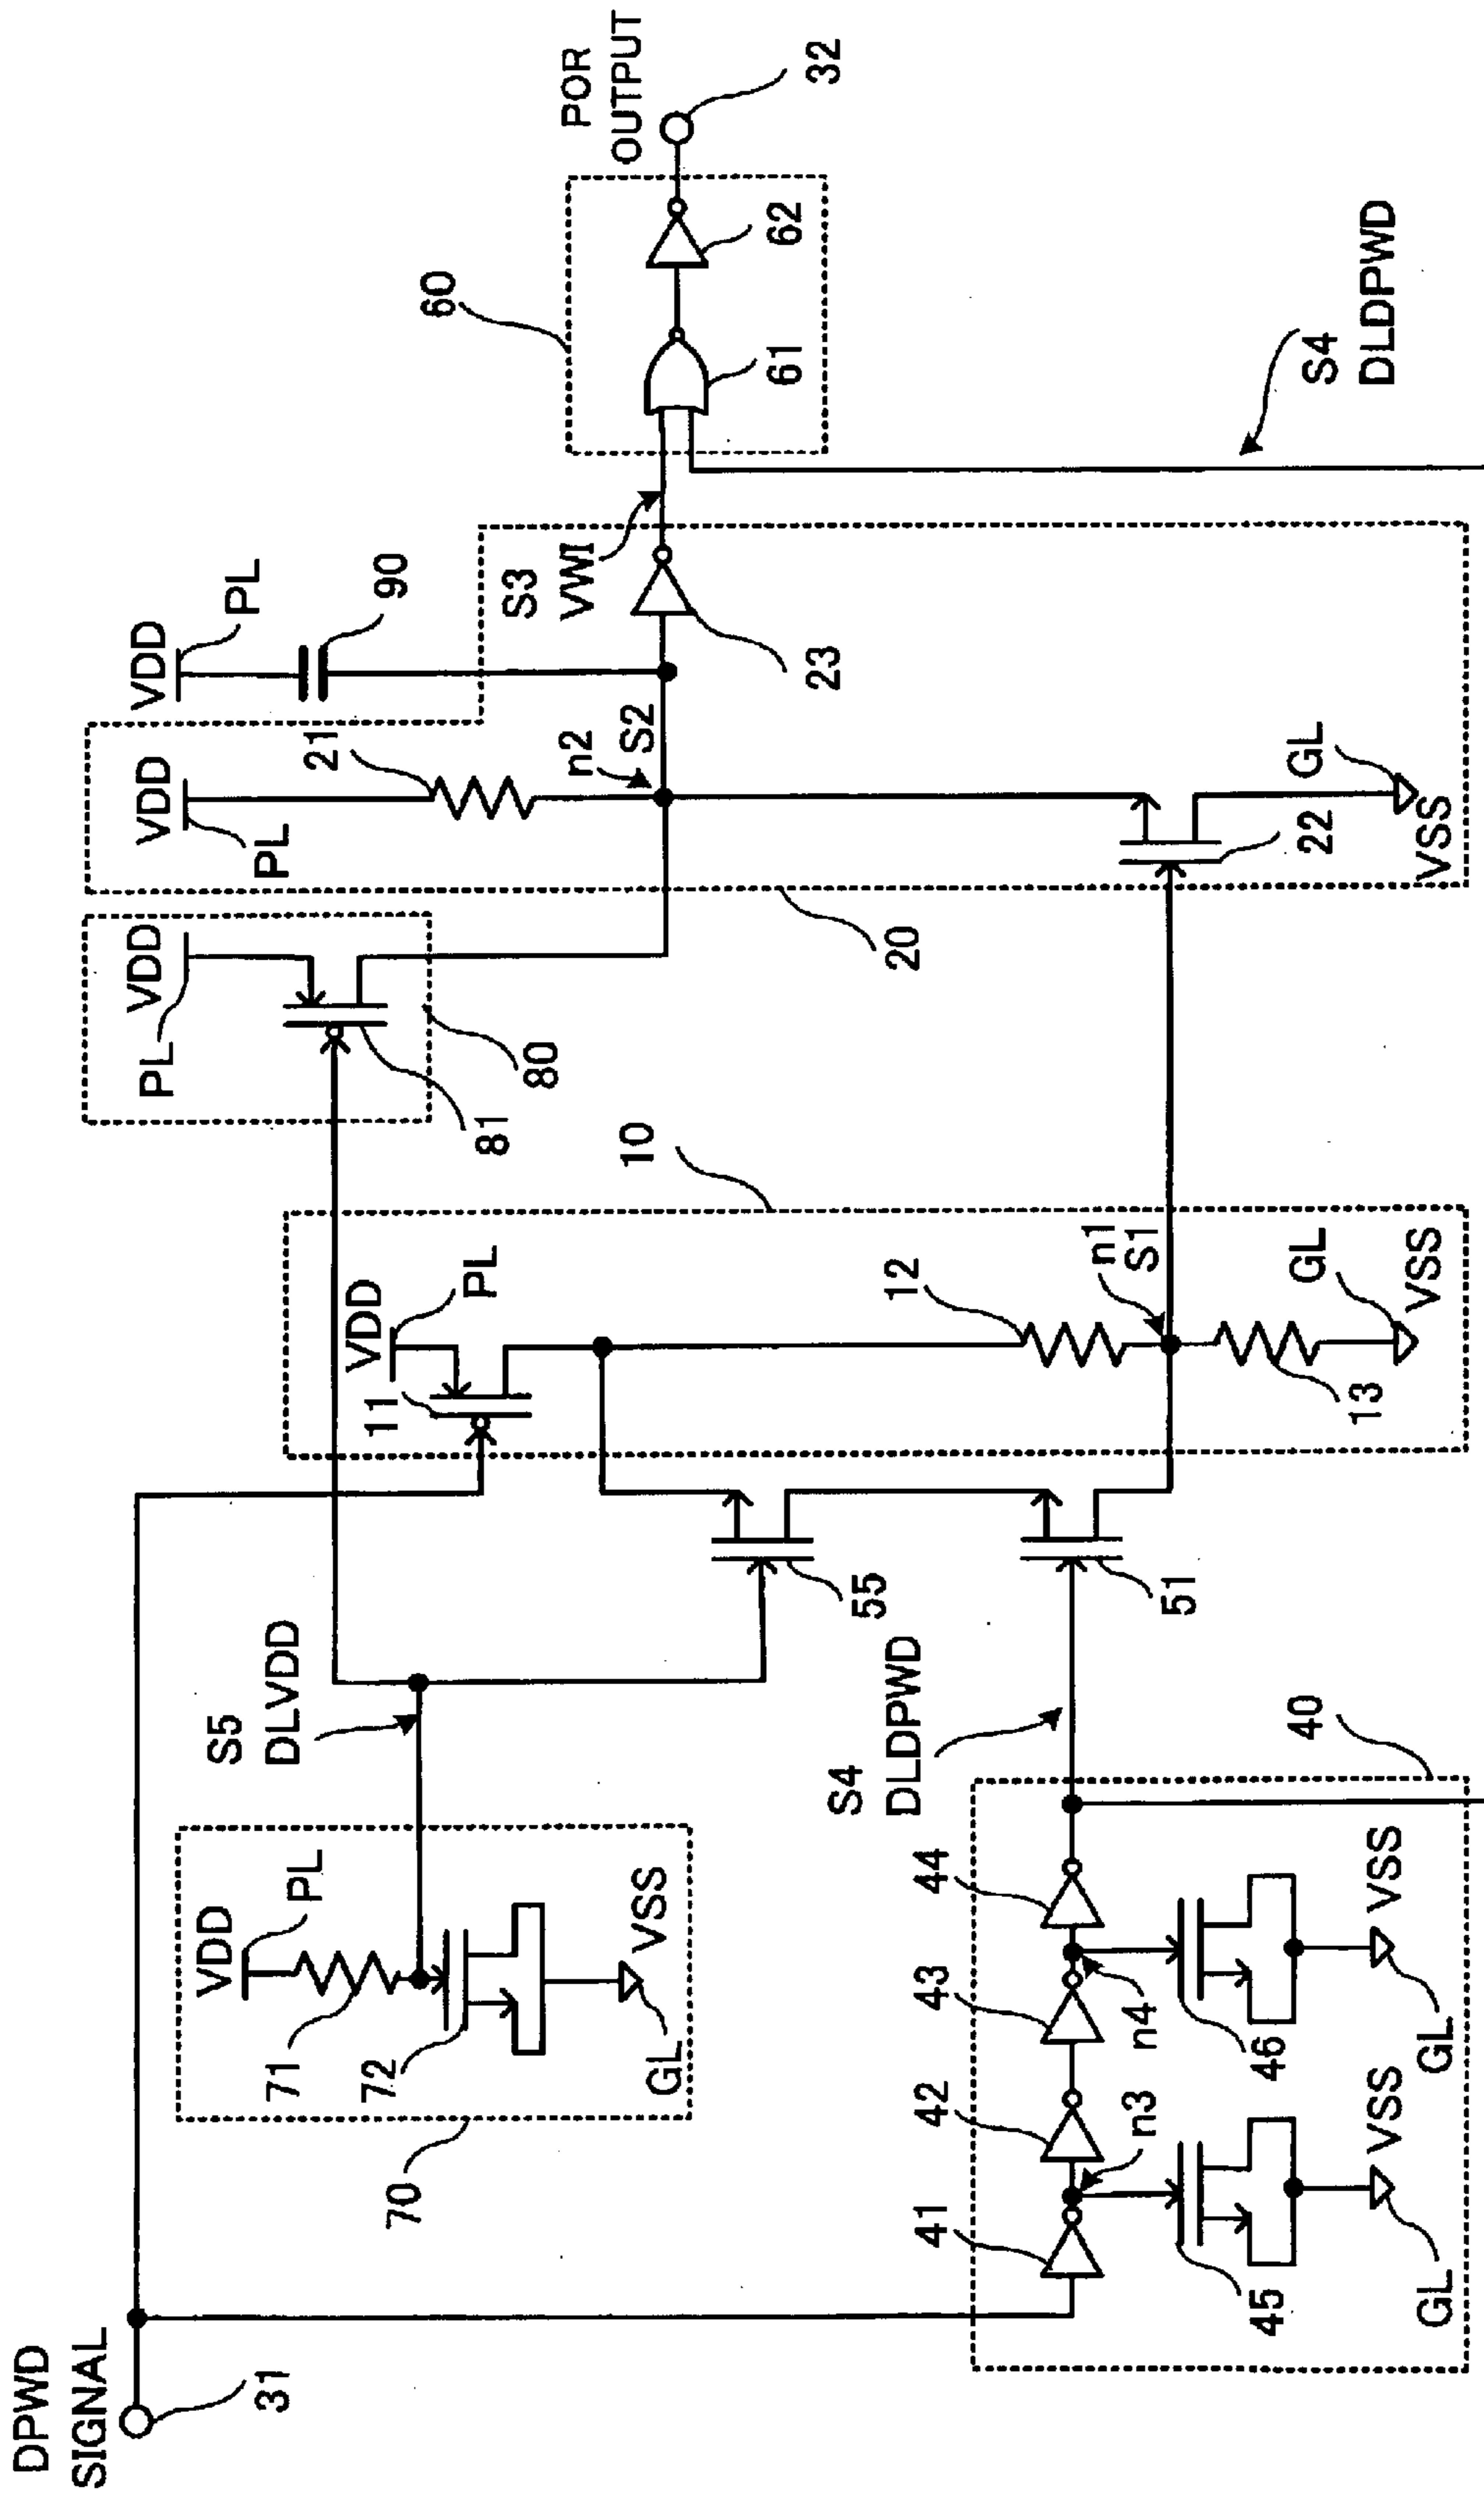 DPWD
SIGNAL
31
VDD
PL
71
72
GL
VSS
70
S5
DLVDD
41
42
43
44
n3
n4
45
46
GL
VSS
GL
VSS
40
S4
DLDPWD
55
51
VDD
PL
11
12
n1
S1
13
GL
VSS
10
VDD
PL
81
80
VDD
PL
21
n2
S2
22
GL
VSS
20
VDD
PL
90
S3
VWI
23
60
61
62
POR
OUTPUT
32
S4
DLDPWD